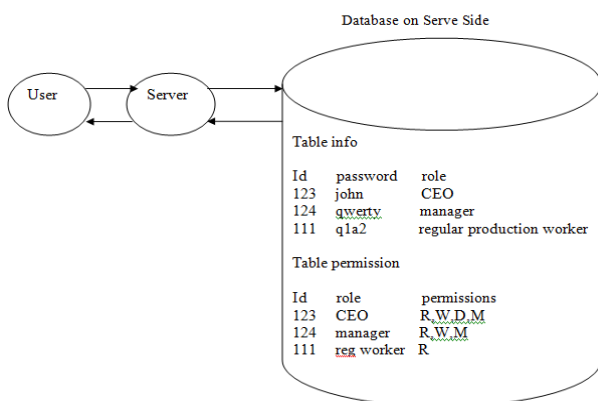 Database on Serve Side
User
Server
Table info
Id password role
123 john CEO
124 qwerty manager
111 q1a2 regular production worker
Table permission
Id role permissions
123 CEO R,W,D,M
124 manager R,W,M
111 reg worker R